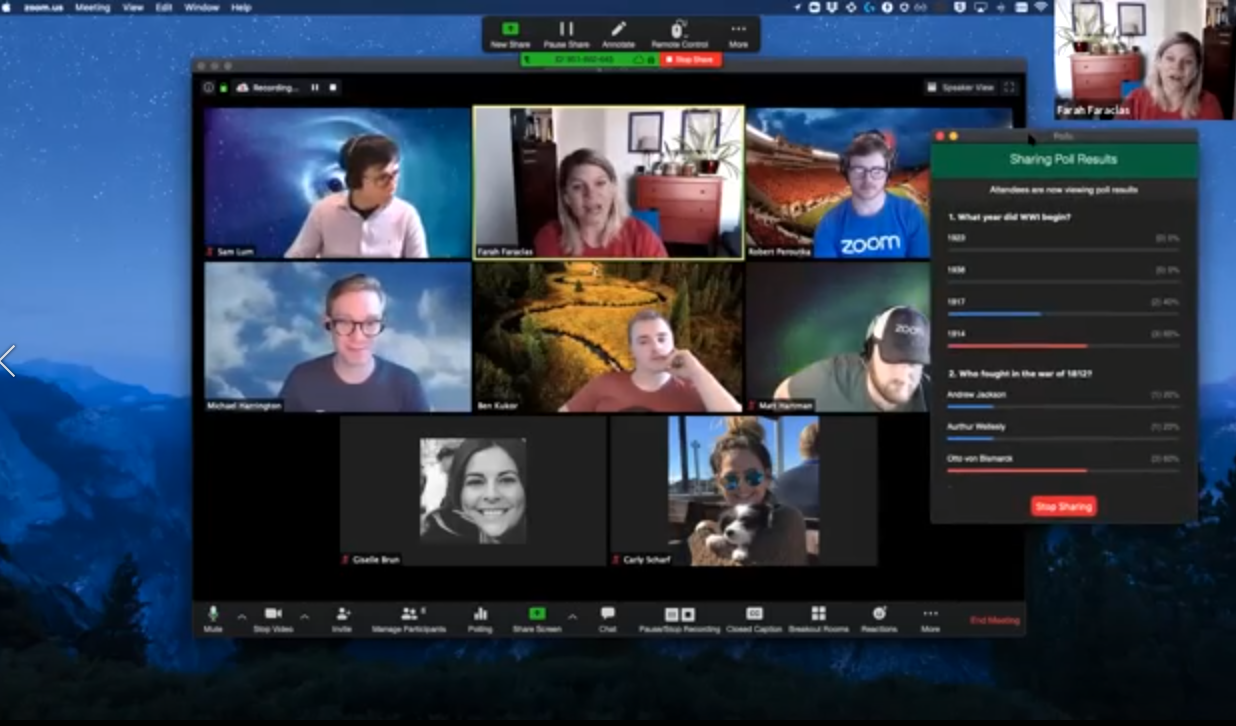 zoom.us Meeting View Edit Window Help
New Share Pause Share Annotate Remote Control More
Stop Share
Recording...
Speaker View
Sam Lum
Farah Faraclas
Robert Peroutka
zoom
Michael Harrington
Ben Kukor
Matt Hartman
zoom
Giselle Brun
Carly Scharf
Mute Stop Video Invite Manage Participants 8 Polling Share Screen Chat Pause/Stop Recording Closed Caption Breakout Rooms Reactions More End Meeting
Farah Faraclas
Polls
Sharing Poll Results
Attendees are now viewing poll results
1. What year did WWI begin?
1923 (0) 0%
1938 (0) 0%
1917 (2) 40%
1914 (3) 60%
2. Who fought in the war of 1812?
Andrew Jackson (1) 20%
Aurthur Wellesly (1) 20%
Otto von Bismarck (3) 60%
Stop Sharing